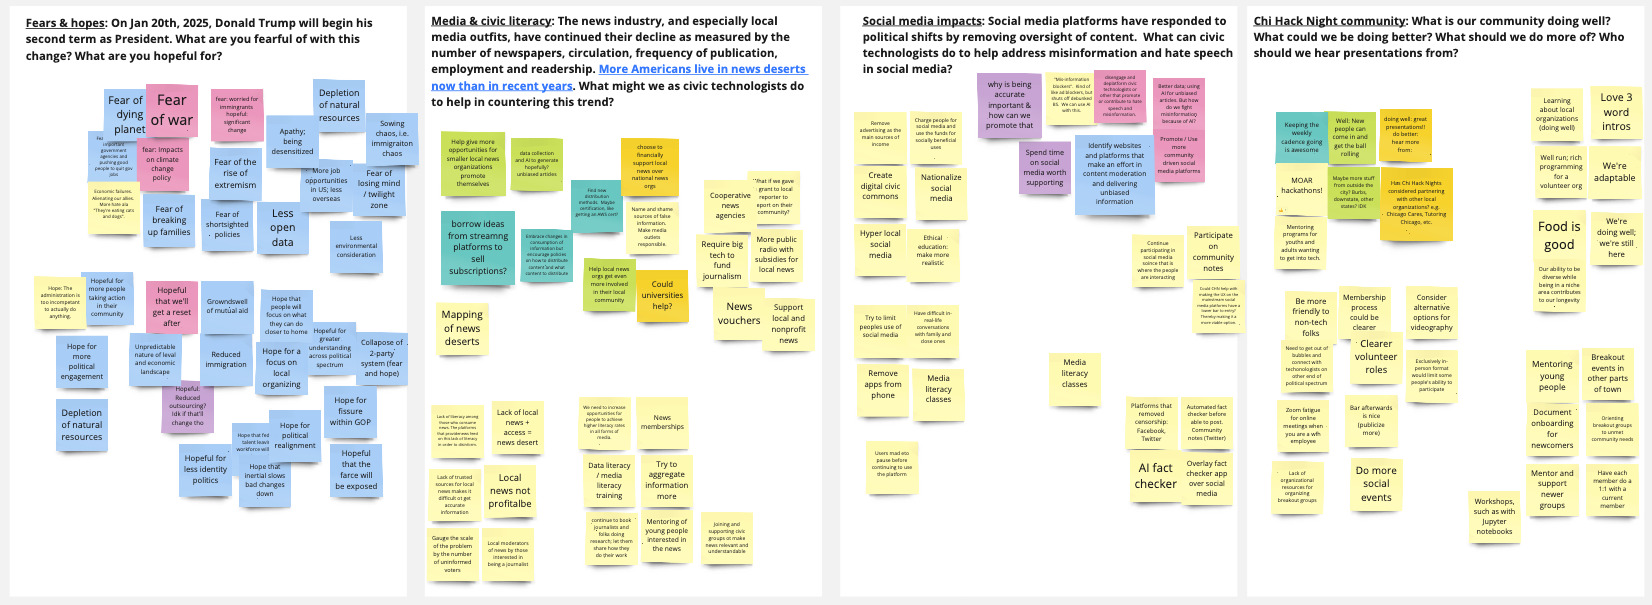 Fears & hopes: On Jan 20th, 2025, Donald Trump will begin his
second term as President. What are you fearful of with this
change? What are you hopeful for?
Fear of
dying
planet
Fear
of war
fear: worried for
immigrants
hopeful:
significant
change
Depletion
of natural
resources
Apathy;
being
desensitized
Sowing
chaos, i.e.
immigraiton
chaos
important
government
agencies and
pushing good
people to quit gov
jobs
fear: Impacts
on climate
change
policy
Fear of the
rise of
extremism
More job
opportunities
in US; less
overseas
Fear of
losing mind
/ twilight
zone
Economic failures.
Alienating our allies.
More hate ala
"They're eating cats
and dogs".
Fear of
breaking
up families
Fear of
shortsighted
policies
Less
open
data
Less
environmental
consideration
Hope: The
administration is
too incompetent
to actually do
anything.
Hopeful for
more people
taking action
in their
community
Hopeful
that we'll
get a reset
after
Growndswell
of mutual aid
Hope that
people will
focus on what
they can do
closer to home
Hopeful for
greater
understanding
across political
spectrum
Collapse of
2-party
system (fear
and hope)
Hope for
more
political
engagement
Unpredictable
nature of leval
and economic
landscape
Reduced
immigration
Hope for a
focus on
local
organizing
Hopeful:
Reduced
outsourcing?
Idk if that'll
change tho
Depletion
of natural
resources
Hope for
fissure
within GOP
Hope that fed
talent leavi
workforce will
Hope for
political
realignment
Hopeful for
less identity
politics
Hope that
inertial slows
bad changes
down
Hopeful
that the
farce will
be exposed
Media & civic literacy: The news industry, and especially local
media outfits, have continued their decline as measured by the
number of newspapers, circulation, frequency of publication,
employment and readership. More Americans live in news deserts
now than in recent years. What might we as civic technologists do
to help in countering this trend?
Help give more
opportunities for
smaller local news
organizations
promote
themselves
data collection
and AI to generate
hopefully?
unbiased articles
choose to
financially
support local
news over
national news
orgs
Find new
distribution
methods. Maybe
certification, like
getting an AWS cert?
Cooperative
news
agencies
What if we gave
grant to local
reporter to
eport on their
community?
borrow ideas
from streamng
platforms to
sell
subscriptions?
Name and shame
sources of false
information.
Make media
outlets
responsible.
Embrace changes in
consumption of
information but
encourage policies
on how to distribute
content and what
content to distribute
Require big
tech to
fund
journalism
More public
radio with
subsidies for
local news
Help local news
orgs get even
more involved
in their local
community
Could
universities
help?
Mapping
of news
deserts
News
vouchers
Support
local and
nonprofit
news
Lack of literacy among
those who consume
news. The platforms
that provide news feed
on this lack of literacy
in order to divisions
Lack of local
news +
access =
news desert
We need to increase
opportunities for
people to achieve
higher literacy rates
in all forms of
media.
News
memberships
Lack of trusted
sources for local
news makes it
difficult ot get
accurate
information
Local
news not
profitalbe
Data literacy
/ media
literacy
training
Try to
aggregate
information
more
Gauge the scale
of the problem
by the number
of uninformed
voters
Local moderators
of news by those
interested in
being a journalist
continue to book
journalists and
folks doing
research; let them
share how they
do their work
Mentoring of
young people
interested in
the news
Joining and
supporting civic
groups ot make
news relevant and
understandable
Social media impacts: Social media platforms have responded to
political shifts by removing oversight of content.  What can civic
technologists do to help address misinformation and hate speech
in social media?
why is being
accurate
important &
how can we
promote that
"Mis-information
blockers". Kind of
like ad blockers, but
shuts off debunked
BS. We can use AI
with this.
disengage and
deplatform civic
technologists or
other that promote
or contribute to hate
speech and
misinformation.
Better data; using
AI for unbiased
articles. But how
do we fight
misinformation
because of AI?
Remove
advertising as the
main sources of
income
Charge people for
social media and
use the funds for
socially beneficial
uses
Spend time
on social
media worth
supporting
Identify websites
and platforms that
make an effort in
content moderation
and delivering
unbiased
information
Promote / Use
more
community
driven social
media platforms
Create
digital civic
commons
Nationalize
social
media
Hyper local
social
media
Ethical
education:
make more
realistic
Continue
participating in
social media
soince that is
where the people
are interacting
Participate
on
community
notes
Could CHN help with
making the UX on the
mainstream social
media platforms have a
lower bar to entry?
Thereby making it a
more viable option.
Try to limit
peoples use of
social media
Have difficult in-
real-life
conversations
with family and
close ones
Remove
apps from
phone
Media
literacy
classes
Media
literacy
classes
Platforms that
removed
censorship:
Facebook,
Twitter
Automated fact
checker before
able to post.
Community
notes (Twitter)
Users mad eto
pause before
continuing to use
the platform
AI fact
checker
Overlay fact
checker app
over social
media
Chi Hack Night community: What is our community doing well?
What could we be doing better? What should we do more of? Who
should we hear presentations from?
Learning
about local
organizations
(doing well)
Love 3
word
intros
Keeping the
weekly
cadence going
is awesome
Well: New
people can
come in and
get the ball
rolling
doing well: great
presentations!!
do better:
hear more
from:
Well run; rich
programming
for a
volunteer org
We're
adaptable
MOAR
hackathons!
Maybe more stuff
from outside the
city? Burbs,
downstate, other
states? IDK
Has Chi Hack Nights
considered partnering
with other local
organizations? e.g.
Chicago Cares, Tutoring
Chicago, etc.
Food is
good
We're
doing well;
we're still
here
Mentoring
programs for
youths and
adults wanting
to get into tech.
Our ability to be
diverse while
being in a niche
area contributes
to our longevity
Be more
friendly to
non-tech
folks
Membership
process
could be
clearer
Consider
alternative
options for
videography
Need to get out of
bubbles and
connect with
techonologists on
other end of
political spectrum
Clearer
volunteer
roles
Exclusively in-
person format
would limit some
people's ability to
participate
Mentoring
young
people
Breakout
events in
other parts
of town
Zoom fatigue for
online
meetings when
you are a wfh
employee
Bar afterwards
is nice
(publicize
more)
Document
onboarding
for
newcomers
Orienting
breakout groups
to unmet
community needs
Lack of
organizational
resources for
organizing
breakout groups
Do more
social
events
Mentor and
support
newer
groups
Have each
member do a
1:1 with a
current
member
Workshops,
such as with
Jupyter
notebooks